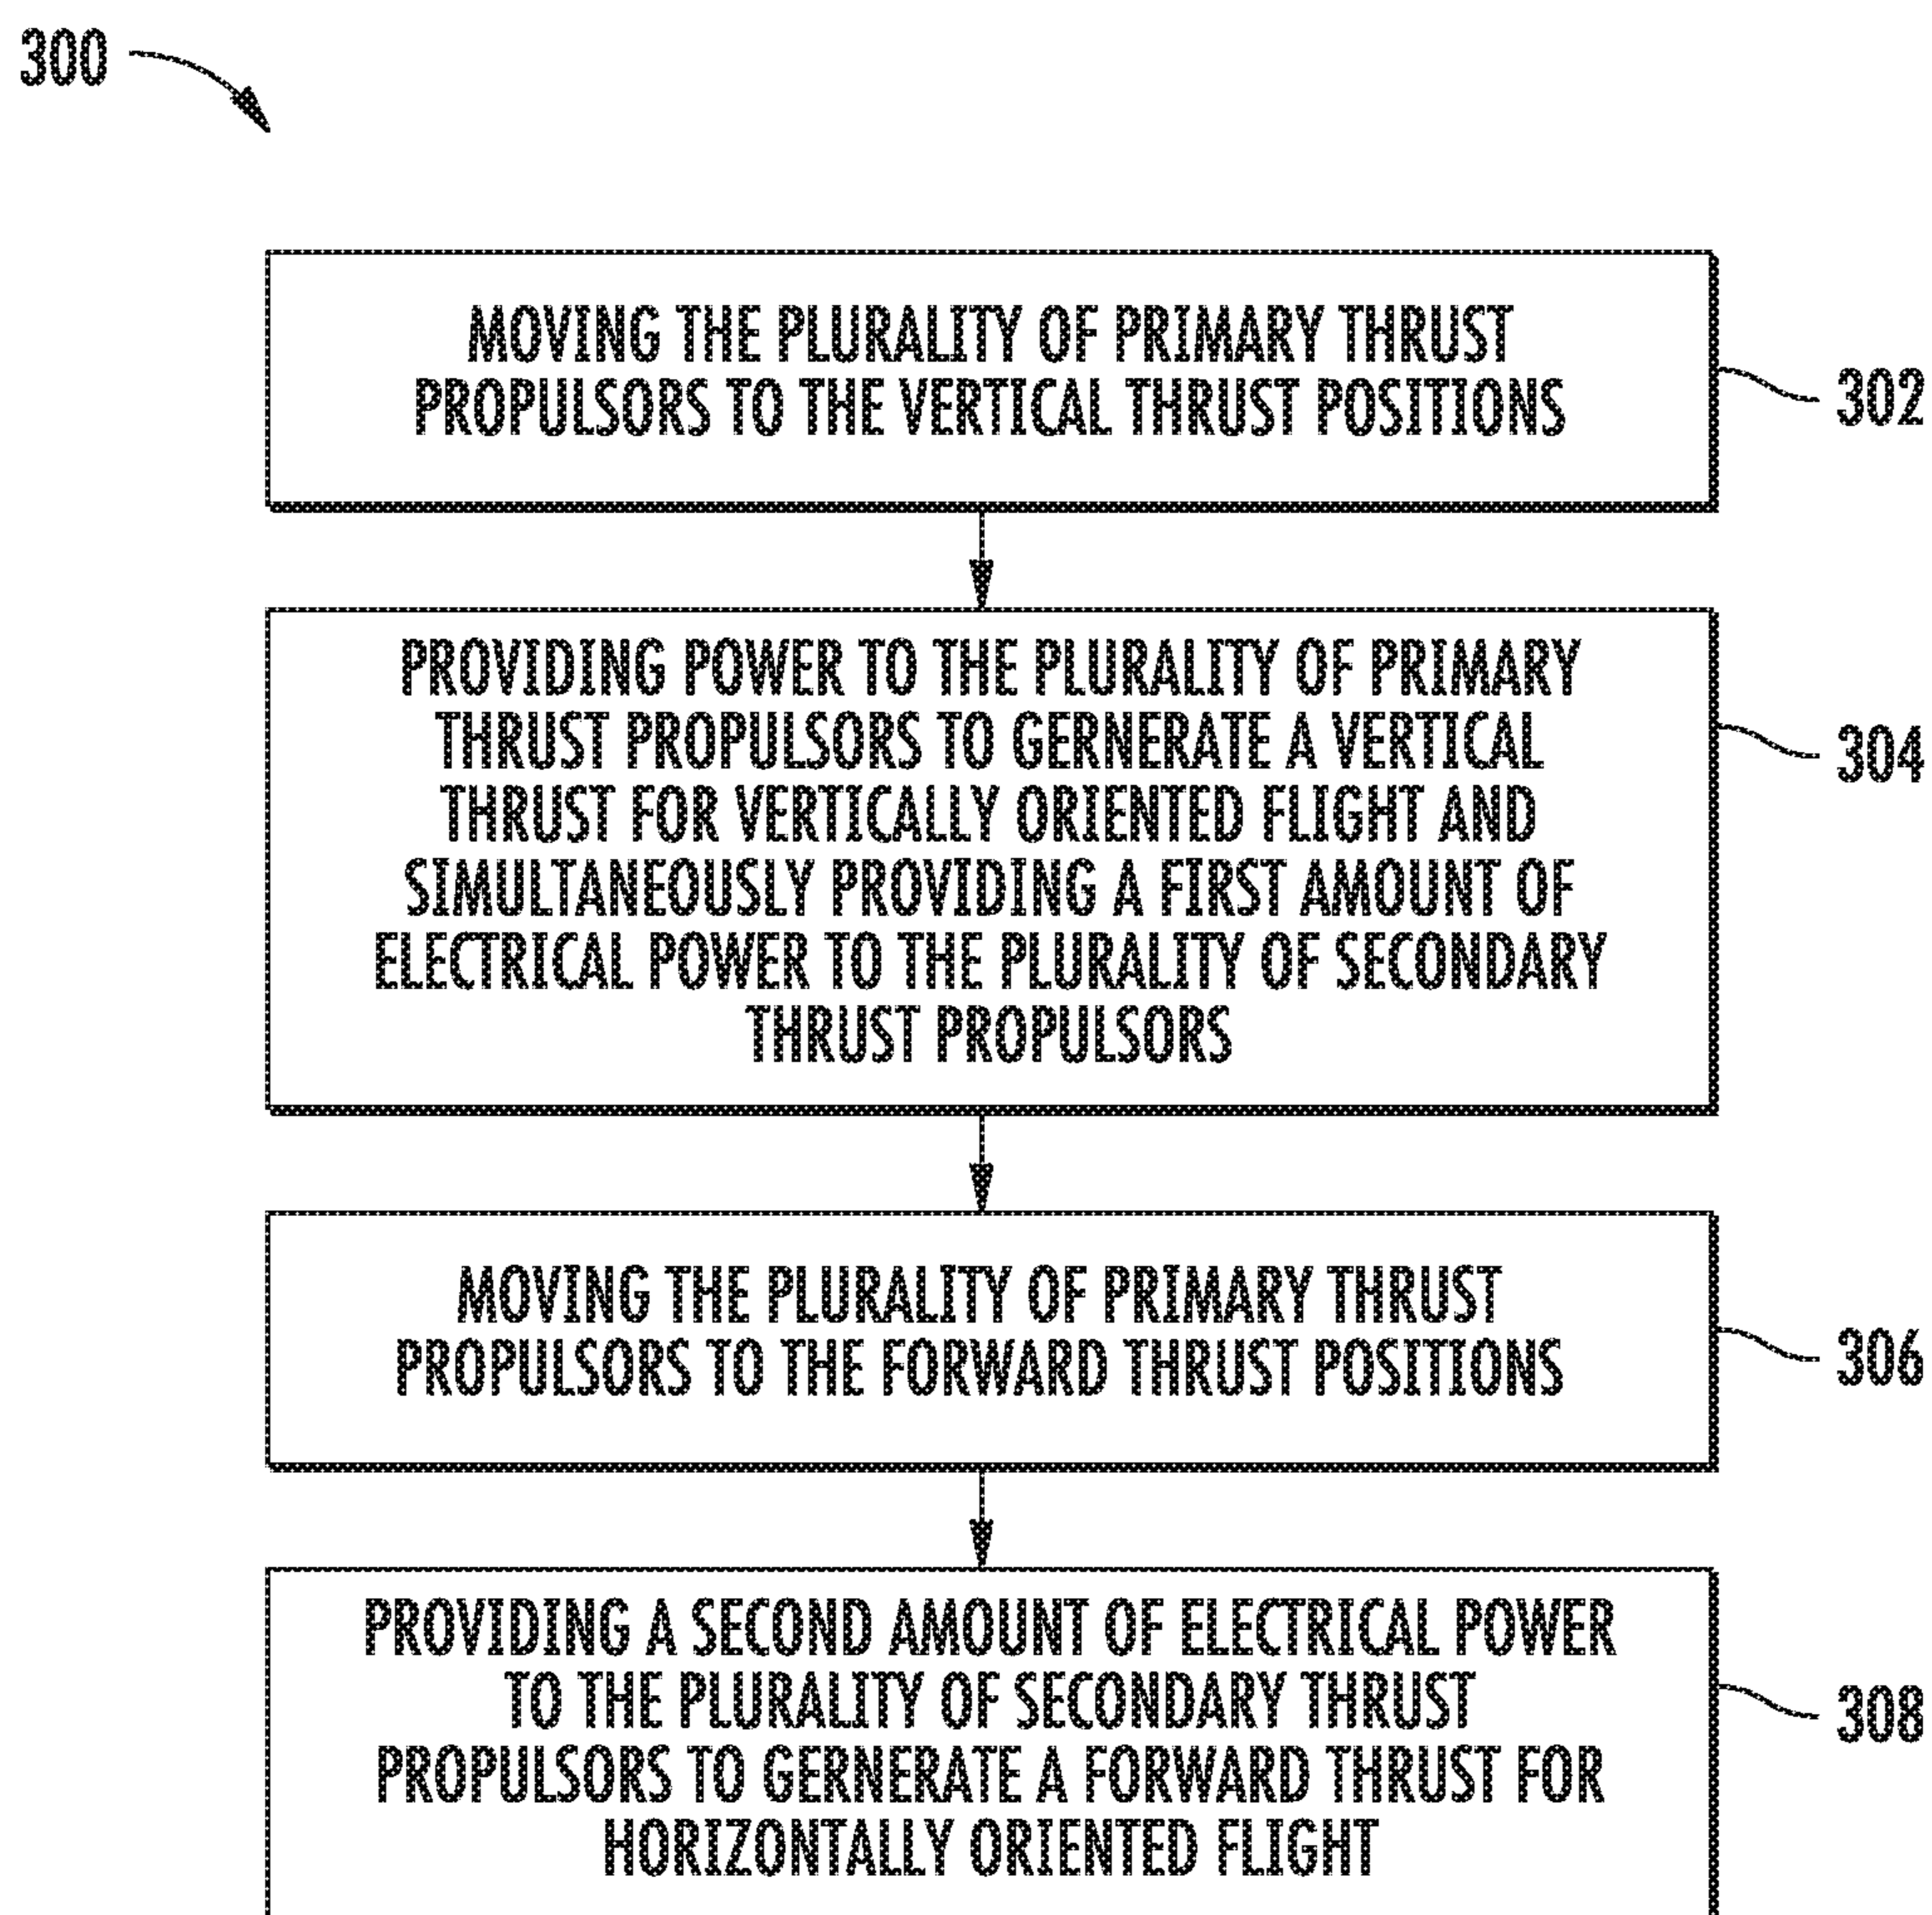 300
MOVING THE PLURALITY OF PRIMARY THRUST
PROPULSORS TO THE VERTICAL THRUST POSITIONS
302
PROVIDING POWER TO THE PLURALITY OF PRIMARY
THRUST PROPULSORS TO GERNERATE A VERTICAL
THRUST FOR VERTICALLY ORIENTED FLIGHT AND
SIMULTANEOUSLY PROVIDING A FIRST AMOUNT OF
ELECTRICAL POWER TO THE PLURALITY OF SECONDARY
THRUST PROPULSORS
304
MOVING THE PLURALITY OF PRIMARY THRUST
PROPULSORS TO THE FORWARD THRUST POSITIONS
306
PROVIDING A SECOND AMOUNT OF ELECTRICAL POWER
TO THE PLURALITY OF SECONDARY THRUST
PROPULSORS TO GERNERATE A FORWARD THRUST FOR
HORIZONTALLY ORIENTED FLIGHT
308